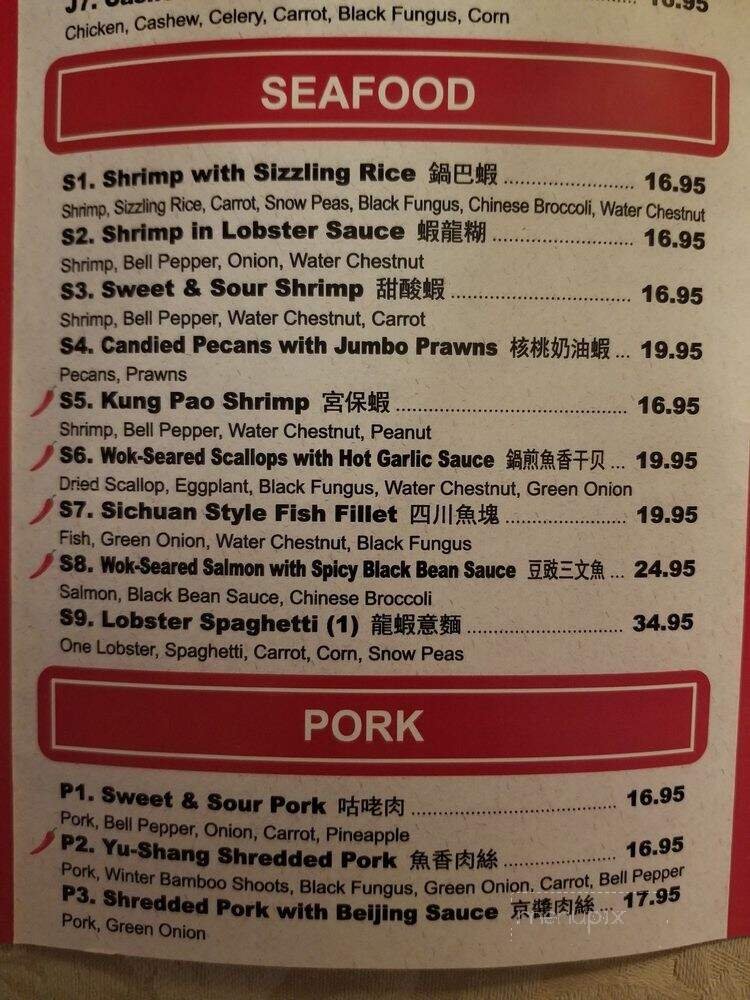 J7.
16.95
Chicken, Cashew, Celery, Carrot, Black Fungus, Corn
SEAFOOD
S1. Shrimp with Sizzling Rice 鍋巴蝦 ........................ 16.95
Shrimp, Sizzling Rice, Carrot, Snow Peas, Black Fungus, Chinese Broccoli, Water Chestnut
S2. Shrimp in Lobster Sauce 蝦龍糊 .......................... 16.95
Shrimp, Bell Pepper, Onion, Water Chestnut
S3. Sweet & Sour Shrimp 甜酸蝦 ................................. 16.95
Shrimp, Bell Pepper, Water Chestnut, Carrot
S4. Candied Pecans with Jumbo Prawns 核桃奶油蝦 ... 19.95
Pecans, Prawns
S5. Kung Pao Shrimp 宮保蝦 .......................................... 16.95
Shrimp, Bell Pepper, Water Chestnut, Peanut
S6. Wok-Seared Scallops with Hot Garlic Sauce 鍋煎魚香干贝 ... 19.95
Dried Scallop, Eggplant, Black Fungus, Water Chestnut, Green Onion
S7. Sichuan Style Fish Fillet 四川魚塊 ...................... 19.95
Fish, Green Onion, Water Chestnut, Black Fungus
S8. Wok-Seared Salmon with Spicy Black Bean Sauce 豆豉三文魚 ... 24.95
Salmon, Black Bean Sauce, Chinese Broccoli
S9. Lobster Spaghetti (1) 龍蝦意麵 ............................ 34.95
One Lobster, Spaghetti, Carrot, Corn, Snow Peas
PORK
P1. Sweet & Sour Pork 咕咾肉 ..................................... 16.95
Pork, Bell Pepper, Onion, Carrot, Pineapple
P2. Yu-Shang Shredded Pork 魚香肉絲 .................... 16.95
Pork, Winter Bamboo Shoots, Black Fungus, Green Onion, Carrot, Bell Pepper
P3. Shredded Pork with Beijing Sauce 京醬肉絲 ... 17.95
menupix
Pork, Green Onion